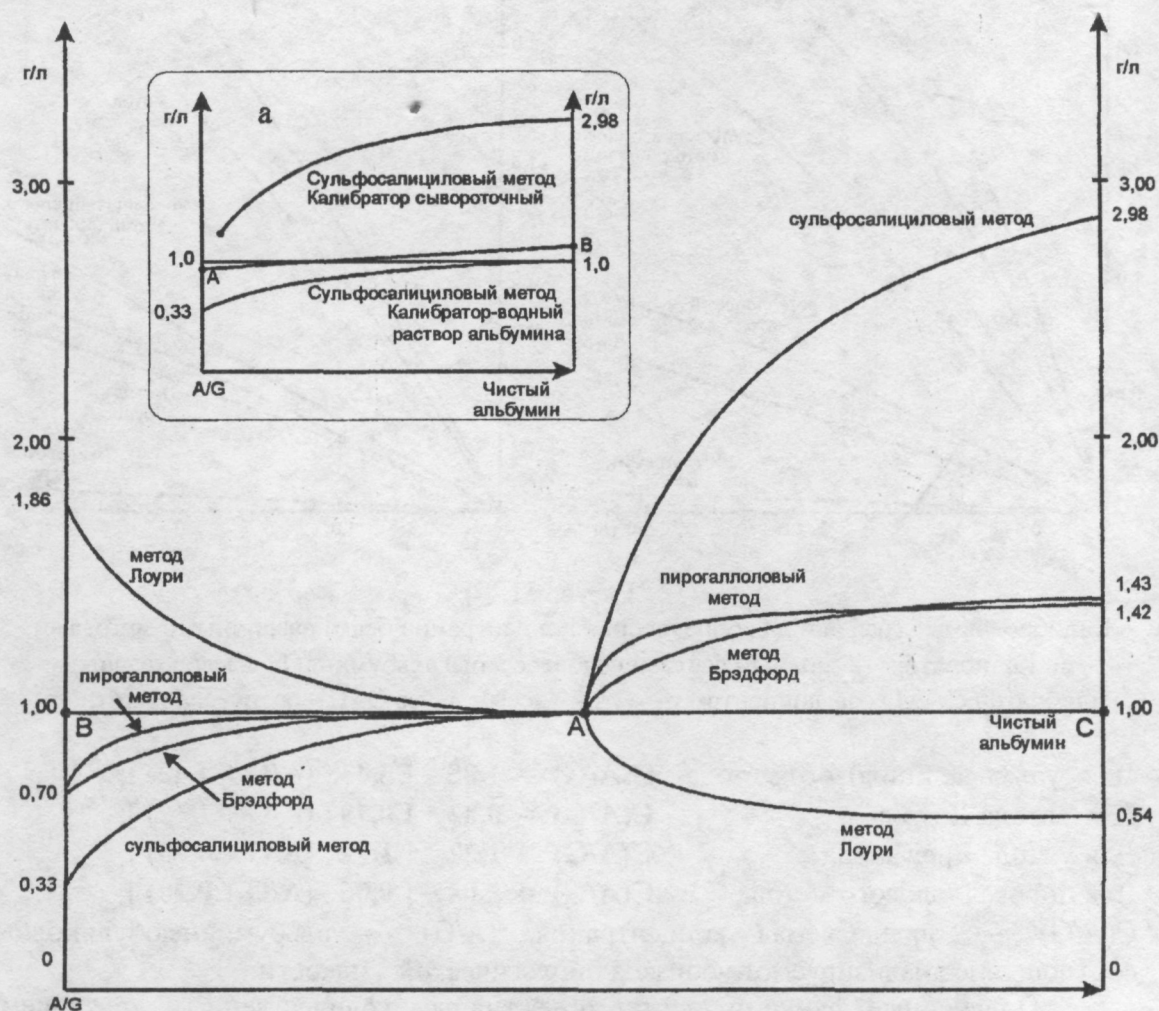 г/л
3,00
2,00
1,86
1,00
0,70
0,33
0
A/G
а
г/л
1,0
A
0,33
A/G
г/л
2,98
B
1,0
Сульфосалициловый метод
Калибратор сывороточный
Сульфосалициловый метод
Калибратор-водный
раствор альбумина
Чистый
альбумин
метод
Лоури
пирогаллоловый
метод
B
метод
Брэдфорд
сульфосалициловый метод
A
сульфосалициловый метод
пирогаллоловый
метод
метод
Брэдфорд
Чистый
альбумин
C
метод
Лоури
г/л
3,00
2,98
2,00
1,43
1,42
1,00
0,54
0